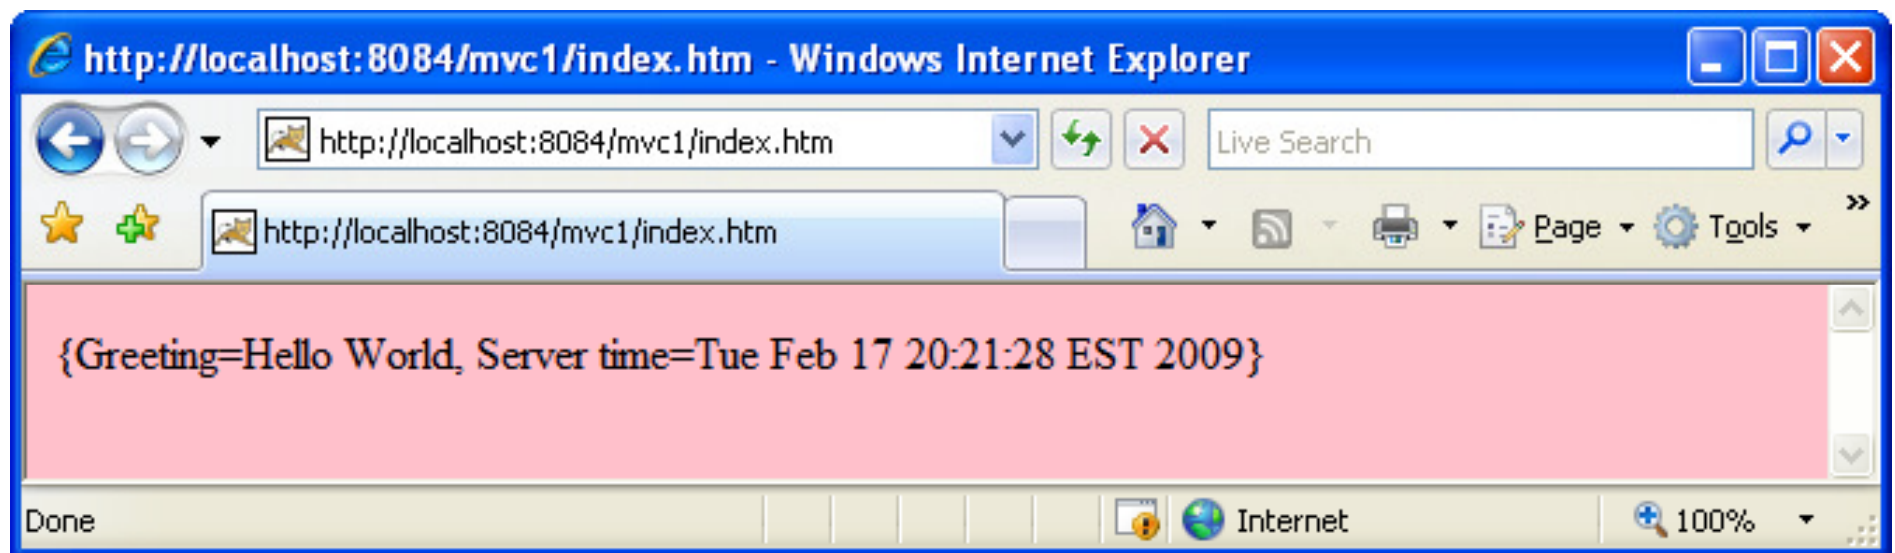 http://localhost:8084/mvc1/index.htm - Windows Internet Explorer
http://localhost:8084/mvc1/index.htm Live Search
http://localhost:8084/mvc1/index.htm Page Tools »
{Greeting=Hello World, Server time=Tue Feb 17 20:21:28 EST 2009}
Done Internet 100%